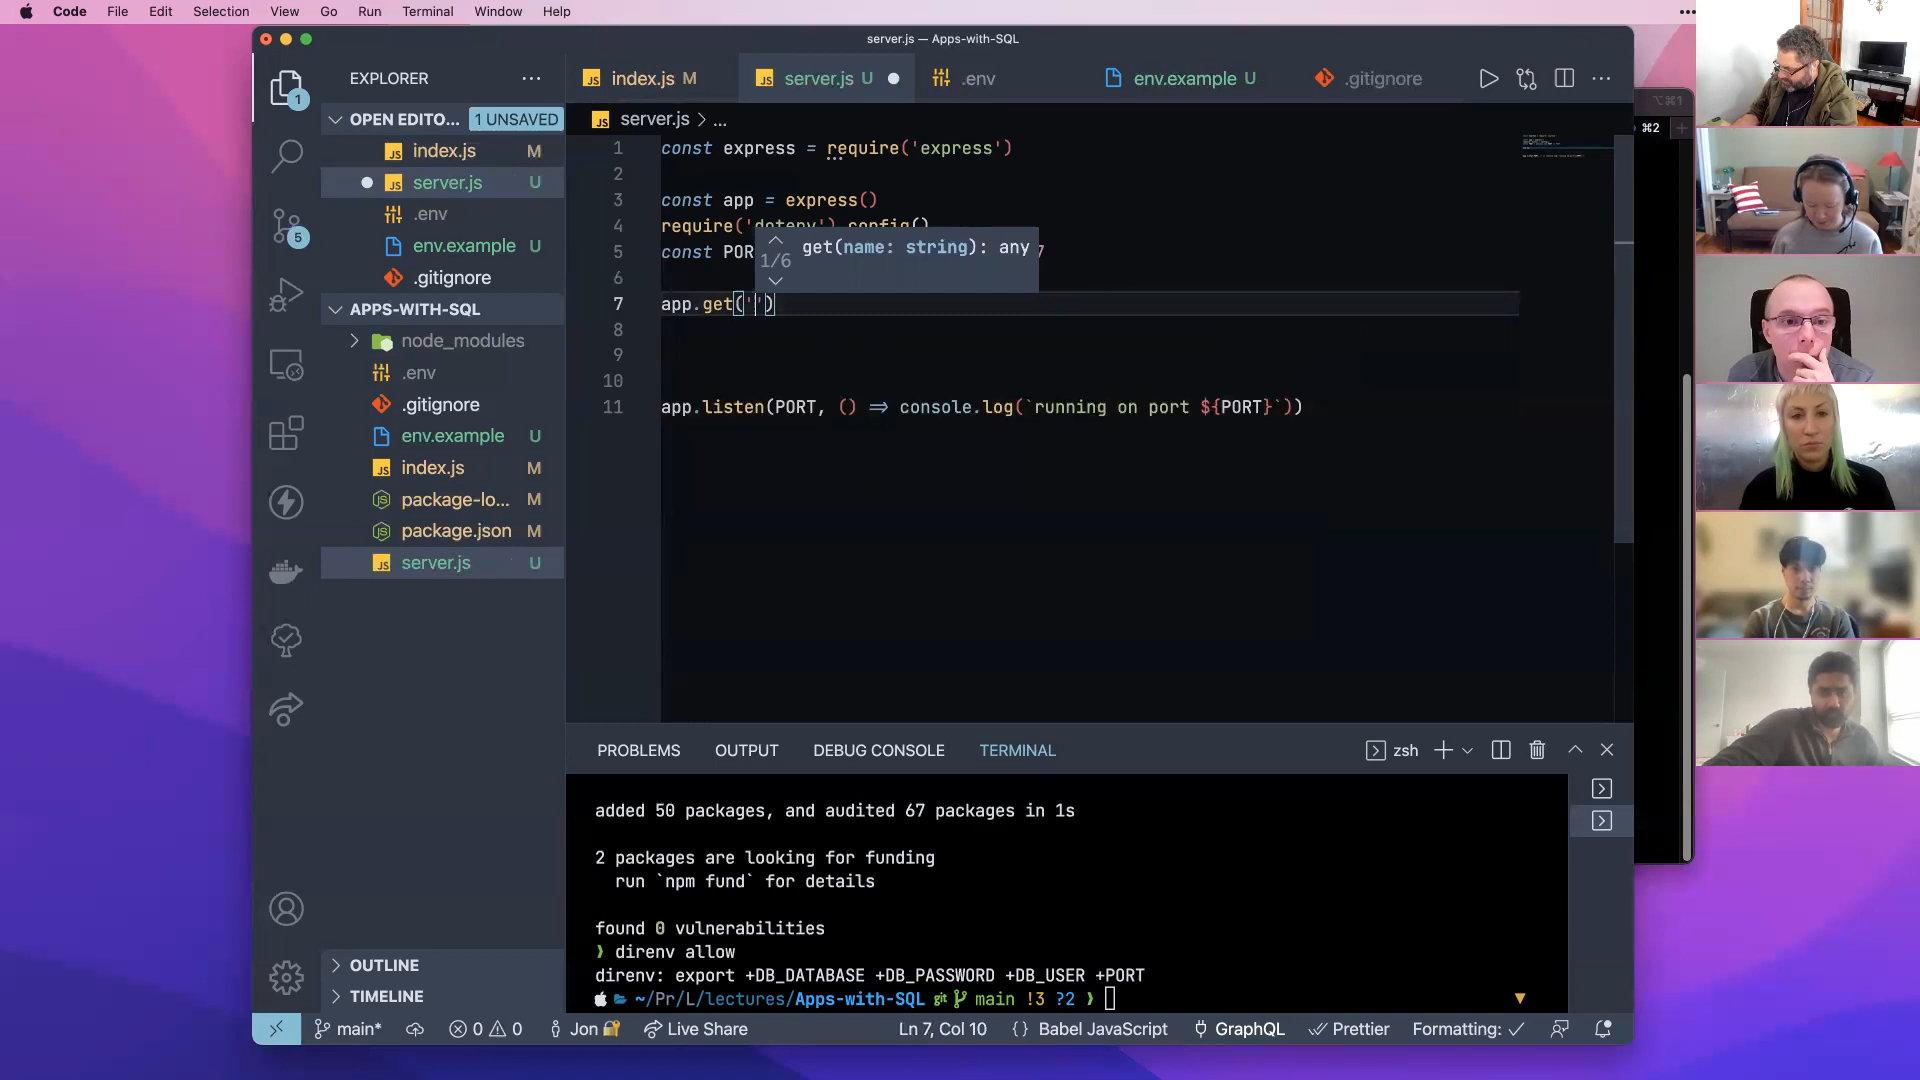 Code File Edit Selection View Go Run Terminal Window Help
server.js — Apps-with-SQL
EXPLORER
index.js M
server.js U
.env
env.example U
.gitignore
OPEN EDITO... 1 UNSAVED
index.js M
server.js U
.env
env.example U
.gitignore
APPS-WITH-SQL
node_modules
.env
.gitignore
env.example U
index.js M
package-lo... M
package.json M
server.js U
OUTLINE
TIMELINE
1
5
server.js > ...
1 const express = require('express')
2
3 const app = express()
4 require('dotenv').config()
5 const POR
6
7 app.get('')
8
9
10
11 app.listen(PORT, () => console.log(`running on port ${PORT}`))
1/6 get(name: string): any
⌥⌘1
⌘2
PROBLEMS OUTPUT DEBUG CONSOLE TERMINAL
zsh
added 50 packages, and audited 67 packages in 1s
2 packages are looking for funding
run `npm fund` for details
found 0 vulnerabilities
❯ direnv allow
direnv: export +DB_DATABASE +DB_PASSWORD +DB_USER +PORT
~/Pr/L/lectures/Apps-with-SQL git main !3 ?2 ❯
main* 0 0 Jon Live Share Ln 7, Col 10 {} Babel JavaScript GraphQL Prettier Formatting: ✓